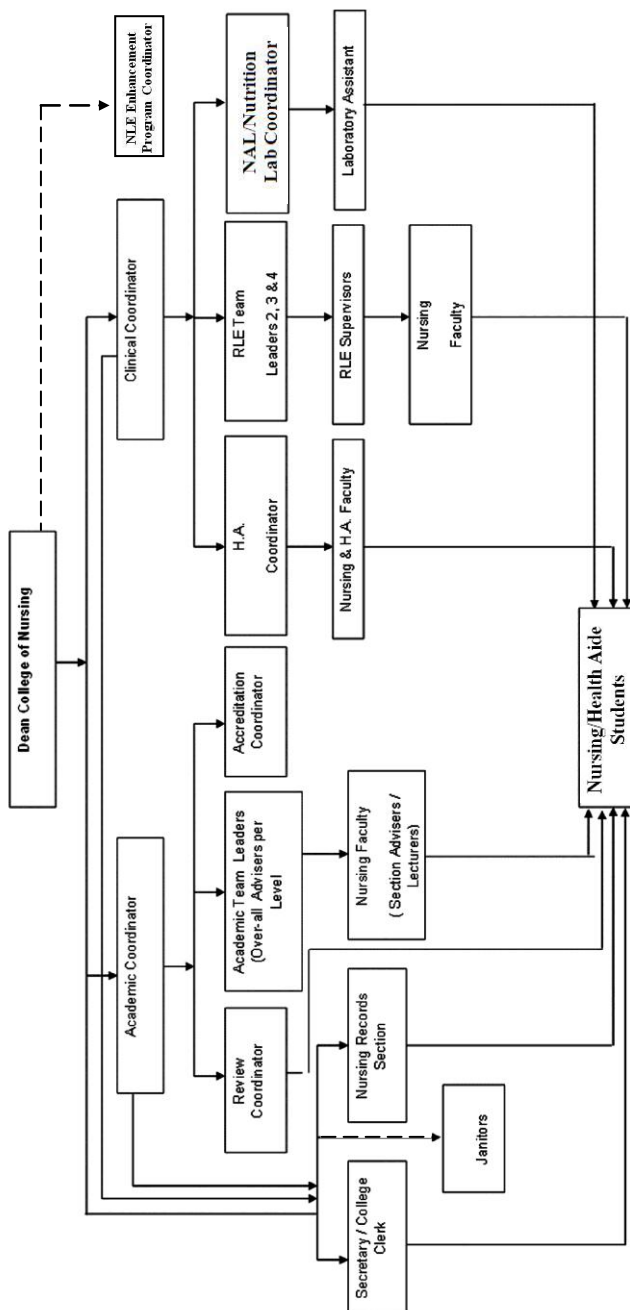 Dean College of Nursing
NLE Enhancement
Program Coordinator
Academic Coordinator
Clinical Coordinator
Review
Coordinator
Academic Team Leaders
(Over-all Advisers per
Level
Accreditation
Coordinator
H.A.
Coordinator
RLE Team
Leaders 2, 3 & 4
NAL/Nutrition
Lab Coordinator
Secretary / College
Clerk
Nursing Records
Section
Nursing Faculty
( Section Advisers /
Lecturers)
Nursing & H.A. Faculty
RLE Supervisors
Laboratory Assistant
Janitors
Nursing
Faculty
Nursing/Health Aide
Students